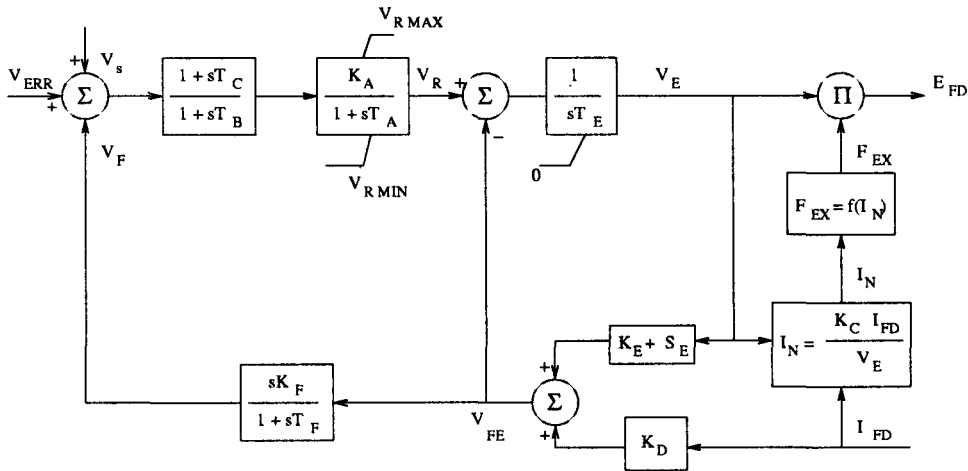 V R MAX
+
V s
V ERR
+
Σ
1 + sT C
1 + sT B
K A
1 + sT A
V R
+
Σ
−
1
sT E
V E
Π
E FD
V F
V R MIN
0
F EX
F EX = f(I N)
I N
K E + S E
I N = K C I FD
V E
+
Σ
+
sK F
1 + sT F
V FE
K D
I FD